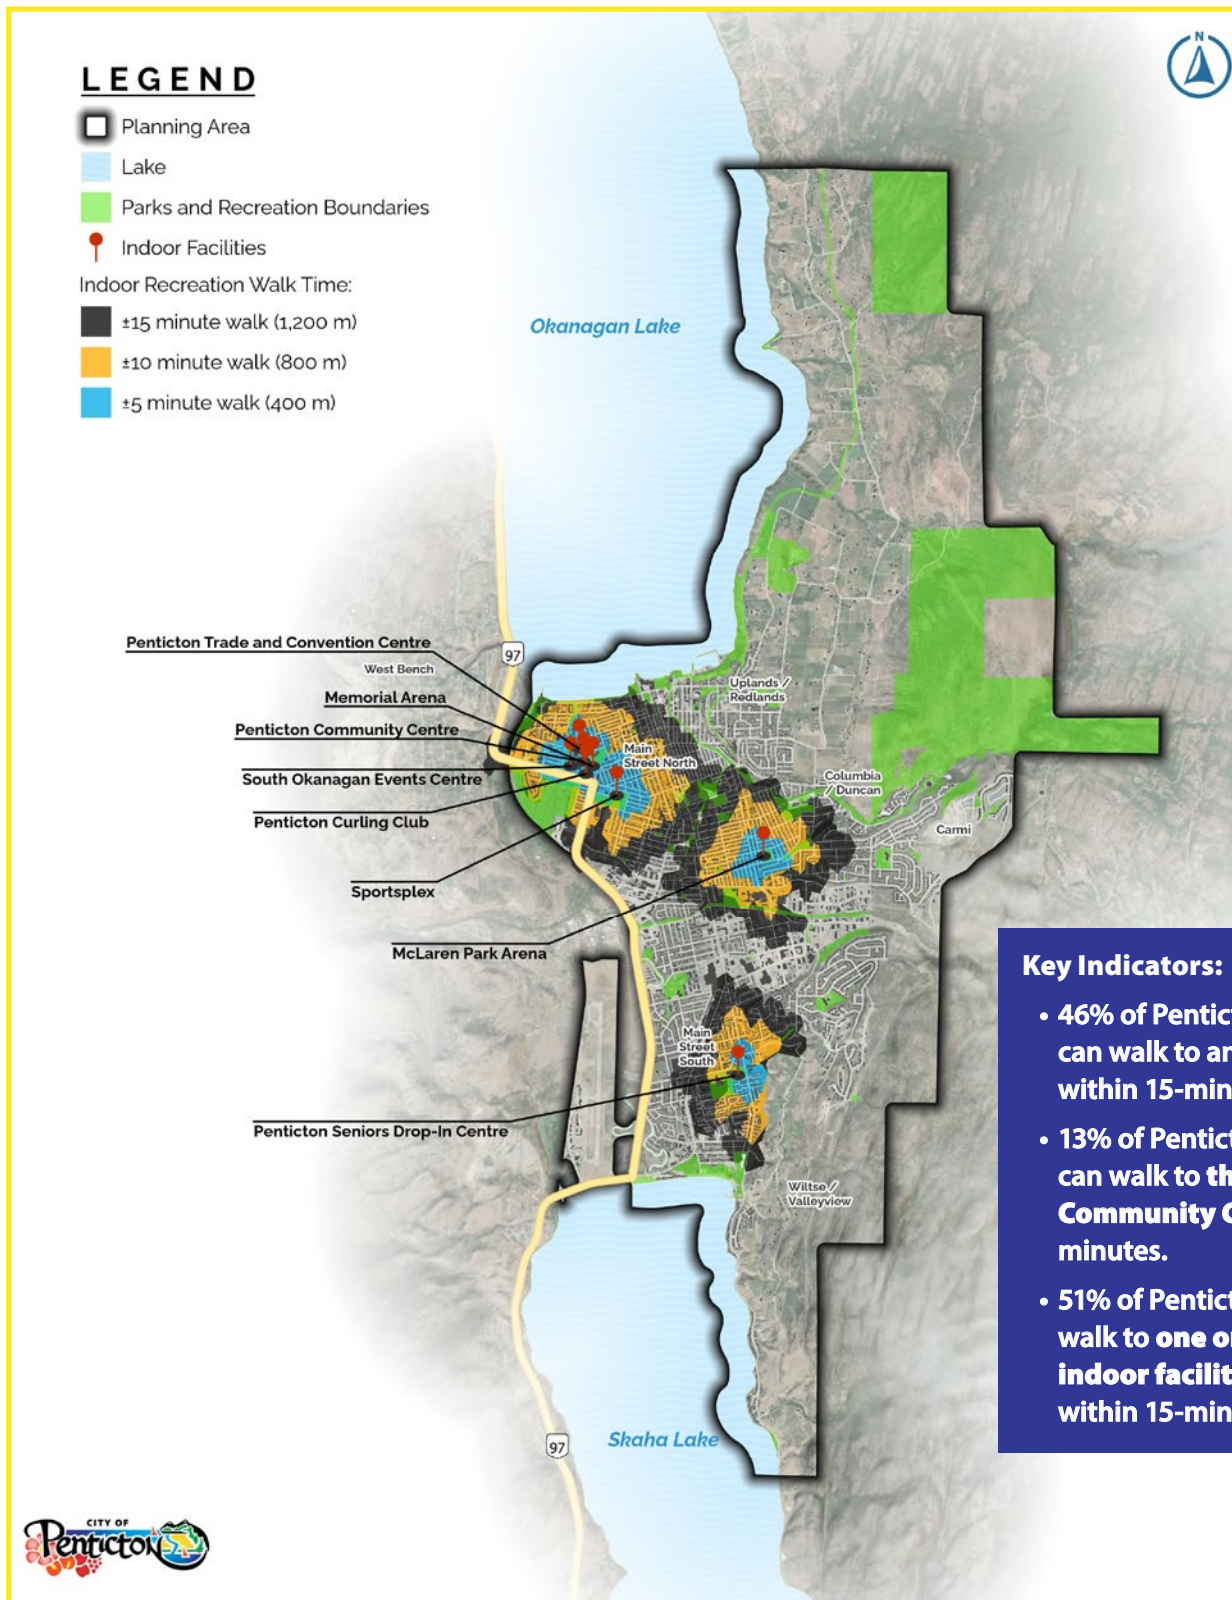 N
LEGEND
Planning Area
Lake
Parks and Recreation Boundaries
Indoor Facilities
Indoor Recreation Walk Time:
±15 minute walk (1,200 m)
±10 minute walk (800 m)
±5 minute walk (400 m)
Okanagan Lake
Penticton Trade and Convention Centre
97
West Bench
Memorial Arena
Penticton Community Centre
South Okanagan Events Centre
Penticton Curling Club
Sportsplex
McLaren Park Arena
Penticton Seniors Drop-In Centre
Uplands /
Redlands
Main
Street North
Columbia
/ Duncan
Carmi
Main
Street
South
Wiltse /
Valleyview
Skaha Lake
97
Key Indicators:
• 46% of Pentict
can walk to an
within 15-min
• 13% of Pentict
can walk to th
Community C
minutes.
• 51% of Pentict
walk to one or
indoor facilit
within 15-min
CITY OF
Penticton